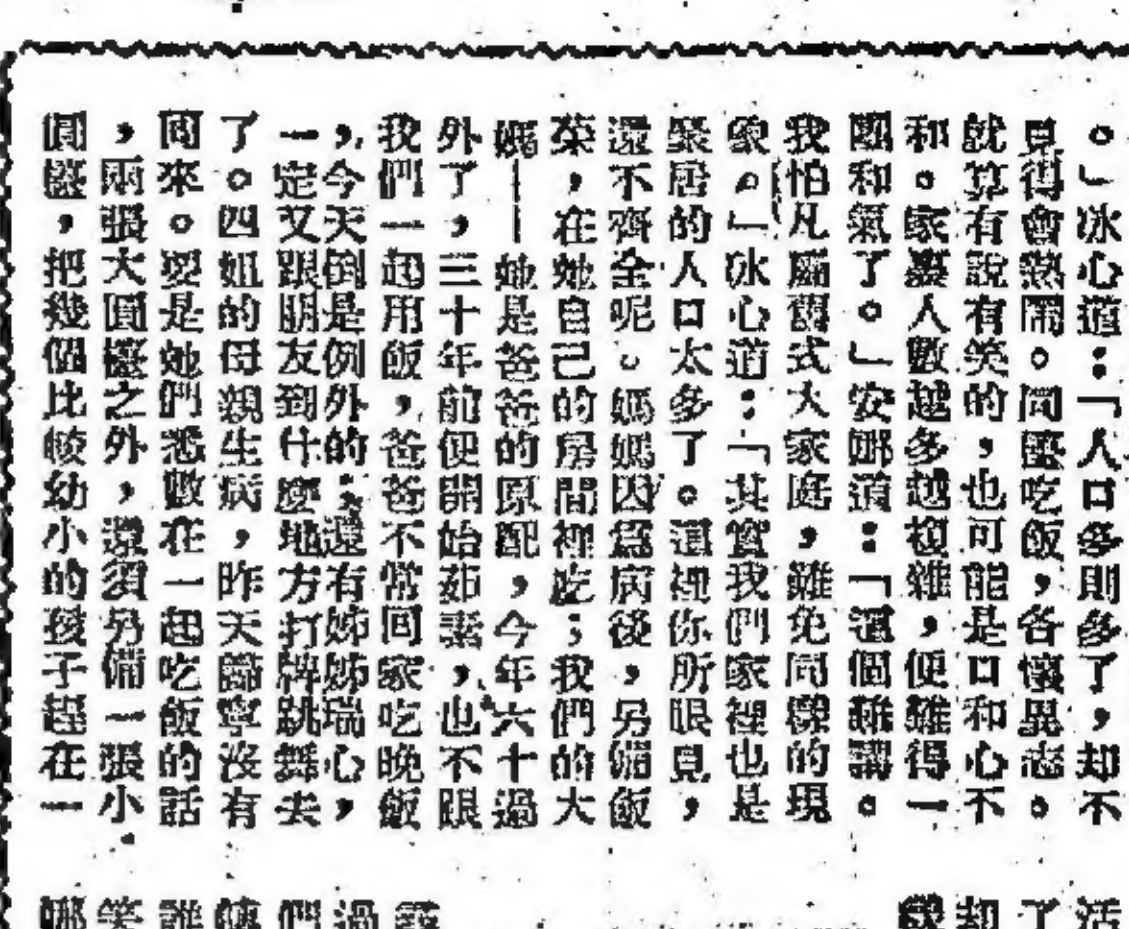 。」冰心道：「人口多則多了，却不
見得會熱鬧。同檯吃飯，各懷異志。
就算有說有笑的，也可能是口和心不
和。家裏人數越多越複雜，便難得一
團和氣了。」安娜道：「這個難講。
我怕凡屬舊式大家庭，難免同樣的現
象。」冰心道：「其實我們家裡也是
聚居的人口太多了。這裡你所眼見，
還不齊全呢。媽媽因爲病後，另備飯
菜，在她自己的房間裡吃；我們的大
媽——她是爸爸的原配，今年六十過
外了，三十年前便開始茹素，也不跟
我們一起用飯，爸爸不常回家吃晚飯
，今天倒是例外的；還有姊姊瑞心，
一定又跟朋友到什麼地方打牌跳舞去
了。四姐的母親生病，昨天歸寧沒有
回來。要是她們悉數在一起吃飯的話
，兩張大圓檯之外，還須另備一張小
圓檯，把幾個比較幼小的孩子趕在一
活
了
却
們
過